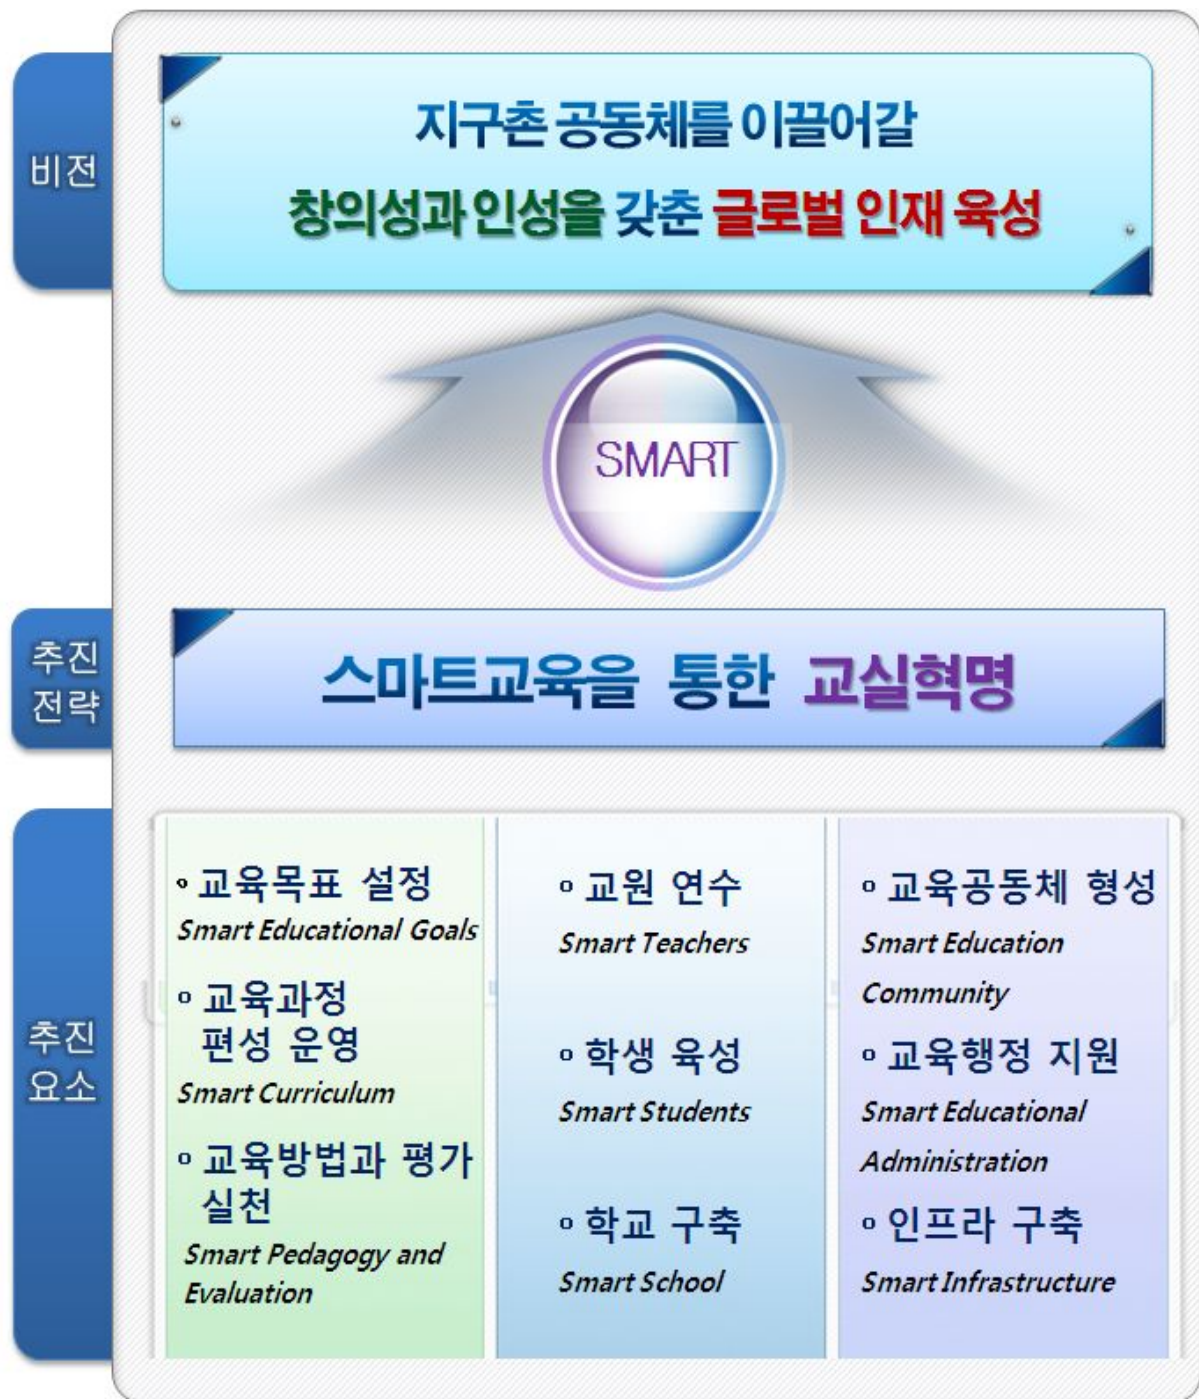 비전
지구촌 공동체를 이끌어갈
창의성과 인성을 갖춘 글로벌 인재 육성
SMART
추진
전략
스마트교육을 통한 교실혁명
추진
요소
∘ 교육목표 설정
Smart Educational Goals
∘ 교육과정
편성 운영
Smart Curriculum
∘ 교육방법과 평가
실천
Smart Pedagogy and
Evaluation
∘ 교원 연수
Smart Teachers
∘ 학생 육성
Smart Students
∘ 학교 구축
Smart School
∘ 교육공동체 형성
Smart Education
Community
∘ 교육행정 지원
Smart Educational
Administration
∘ 인프라 구축
Smart Infrastructure